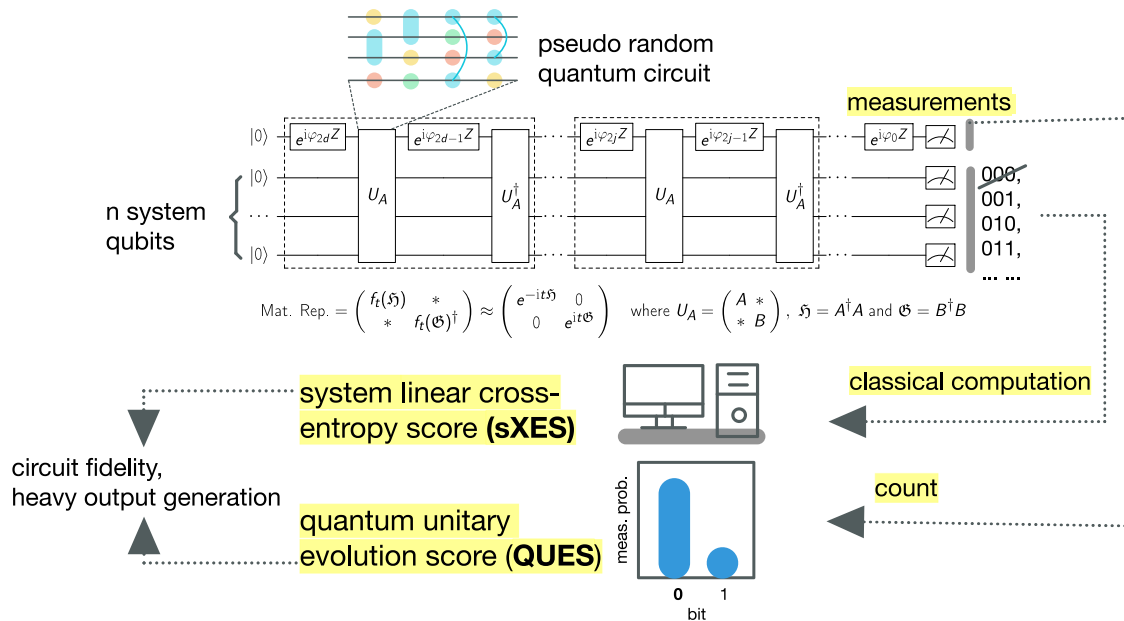 pseudo random
quantum circuit
measurements
|0⟩ e^{iφ_{2d}Z} e^{iφ_{2d−1}Z} ··· e^{iφ_{2j}Z} e^{iφ_{2j−1}Z} ··· e^{iφ_0Z}
|0⟩ ··· ···
n system
qubits
U_A U_A^† U_A U_A^†
··· ··· ···
|0⟩ ··· ···
000,
001,
010,
011,
... ...
Mat. Rep. = ( f_t(ℌ) * ; * f_t(𝔊)^† ) ≈ ( e^{−itℌ} 0 ; 0 e^{it𝔊} ) where U_A = ( A * ; * B ), ℌ = A^†A and 𝔊 = B^†B
system linear cross-
entropy score (sXES)
classical computation
circuit fidelity,
heavy output generation
count
quantum unitary
evolution score (QUES)
meas. prob.
0 1
bit